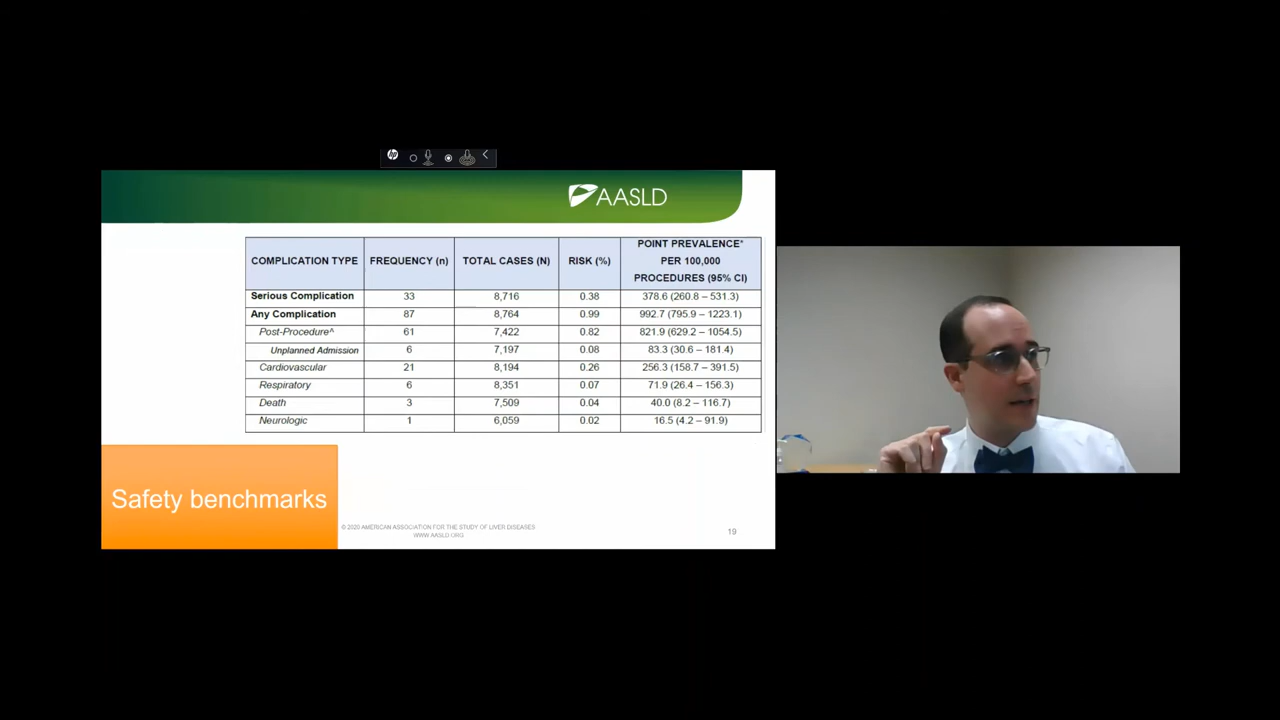 hp
AASLD
COMPLICATION TYPE FREQUENCY (n) TOTAL CASES (N) RISK (%) POINT PREVALENCE* PER 100,000 PROCEDURES (95% CI)
Serious Complication 33 8,716 0.38 378.6 (260.8 – 531.3)
Any Complication 87 8,764 0.99 992.7 (795.9 – 1223.1)
Post-Procedure^ 61 7,422 0.82 821.9 (629.2 – 1054.5)
Unplanned Admission 6 7,197 0.08 83.3 (30.6 – 181.4)
Cardiovascular 21 8,194 0.26 256.3 (158.7 – 391.5)
Respiratory 6 8,351 0.07 71.9 (26.4 – 156.3)
Death 3 7,509 0.04 40.0 (8.2 – 116.7)
Neurologic 1 6,059 0.02 16.5 (4.2 – 91.9)
Safety benchmarks
© 2020 AMERICAN ASSOCIATION FOR THE STUDY OF LIVER DISEASES
WWW.AASLD.ORG
19